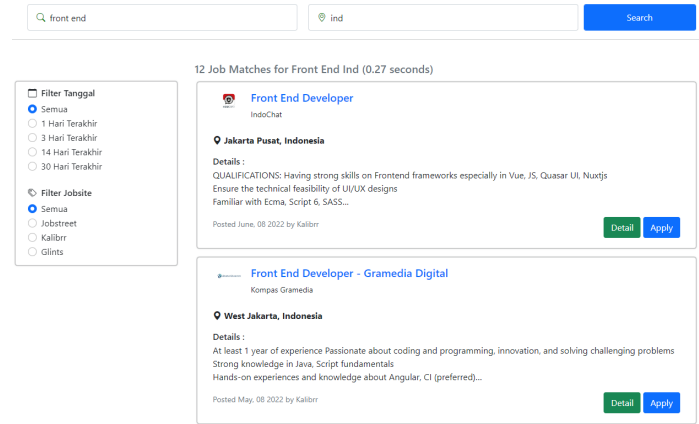 front end
ind
Search
12 Job Matches for Front End Ind (0.27 seconds)
Filter Tanggal
Semua
1 Hari Terakhir
3 Hari Terakhir
14 Hari Terakhir
30 Hari Terakhir
Filter Jobsite
Semua
Jobstreet
Kalibrr
Glints
Front End Developer
IndoChat
Jakarta Pusat, Indonesia
Details :
QUALIFICATIONS: Having strong skills on Frontend frameworks especially in Vue, JS, Quasar UI, Nuxtjs
Ensure the technical feasibility of UI/UX designs
Familiar with Ecma, Script 6, SASS...
Posted June, 08 2022 by Kalibrr
Detail
Apply
Front End Developer - Gramedia Digital
Kompas Gramedia
West Jakarta, Indonesia
Details :
At least 1 year of experience Passionate about coding and programming, innovation, and solving challenging problems
Strong knowledge in Java, Script fundamentals
Hands-on experiences and knowledge about Angular, CI (preferred)...
Posted May, 08 2022 by Kalibrr
Detail
Apply